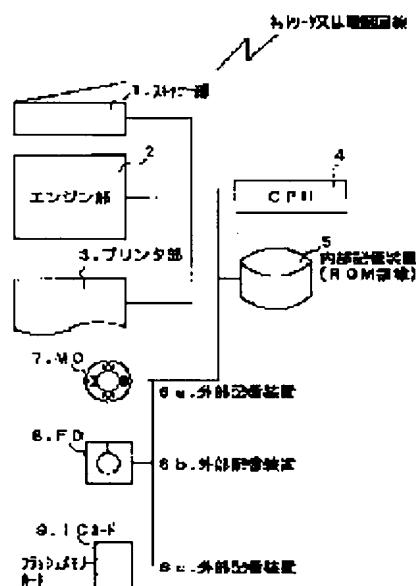 ネットワーク又は電話回線
1.スキャナー部
2
エンジン部
4
CPU
3.プリンタ部
5
内部記憶装置
(ROM領域)
7.MO
6a.外部記憶装置
8.FD
6b.外部記憶装置
9.ICカード
フラッシュメモリ
カード
6c.外部記憶装置